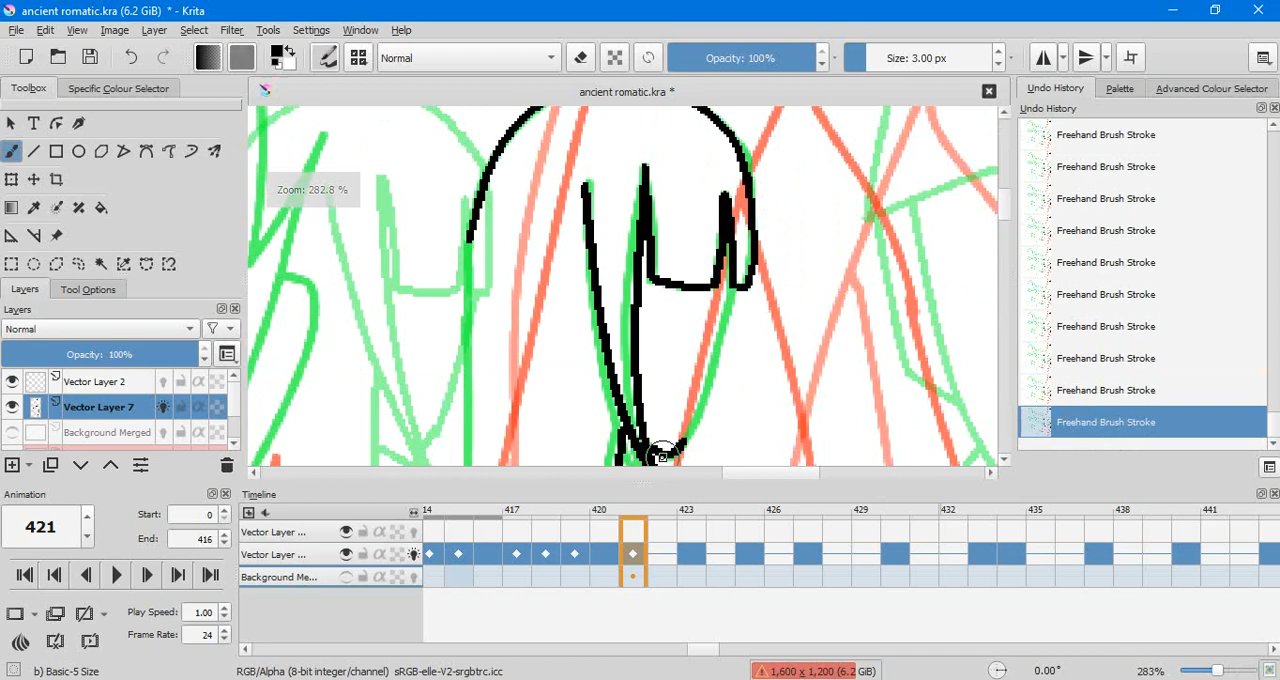 ancient romatic.kra (6.2 GiB) * - Krita
File Edit View Image Layer Select Filter Tools Settings Window Help
Normal Opacity: 100% Size: 3.00 px
Toolbox Specific Colour Selector
ancient romatic.kra *
Undo History Palette Advanced Colour Selector
Undo History
Zoom: 282.8 %
Freehand Brush Stroke
Freehand Brush Stroke
Freehand Brush Stroke
Freehand Brush Stroke
Freehand Brush Stroke
Freehand Brush Stroke
Freehand Brush Stroke
Freehand Brush Stroke
Freehand Brush Stroke
Freehand Brush Stroke
Layers Tool Options
Layers
Normal
Opacity: 100%
Vector Layer 2
Vector Layer 7
Background Merged
Animation
421
Start: 0
End: 416
Play Speed: 1.00
Frame Rate: 24
Timeline
14 417 420 423 426 429 432 435 438 441
Vector Layer ...
Vector Layer ...
Background Me...
b) Basic-5 Size
RGB/Alpha (8-bit integer/channel) sRGB-elle-V2-srgbtrc.icc
1,600 x 1,200 (6.2 GiB)
0.00°
283%